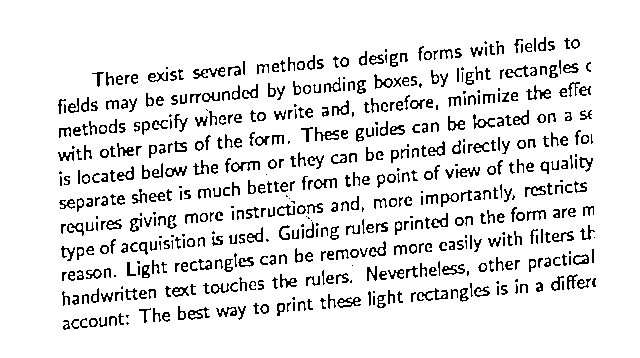 There exist several methods to design forms with fields to
fields may be surrounded by bounding boxes, by light rectangles
methods specify where to write and, therefore, minimize the
with other parts of the form. These guides can be located on a
is located below the form or they can be printed directly on the
separate sheet is much better from the point of view of the quality
requires giving more instructions and, more importantly, restricts
type of acquisition is used. Guiding rulers printed on the form are
reason. Light rectangles can be removed more easily with filters
handwritten text touches the rulers. Nevertheless, other practical
account: The best way to print these light rectangles is in a